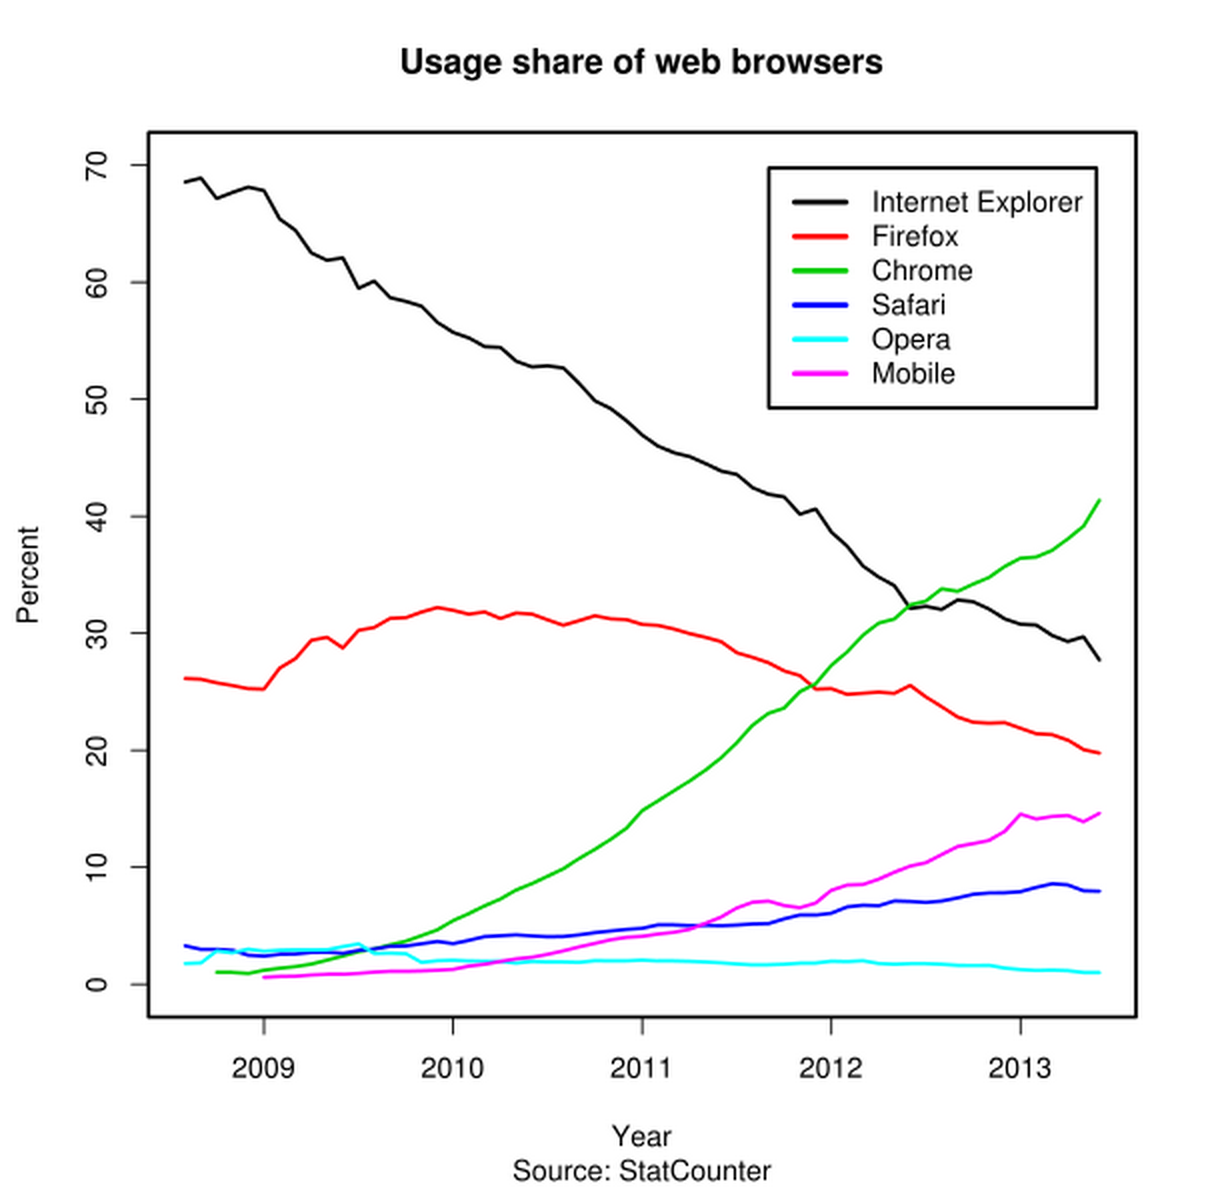 Usage share of web browsers
70
60
50
40
30
20
10
0
Percent
Internet Explorer
Firefox
Chrome
Safari
Opera
Mobile
2009 2010 2011 2012 2013
Year
Source: StatCounter